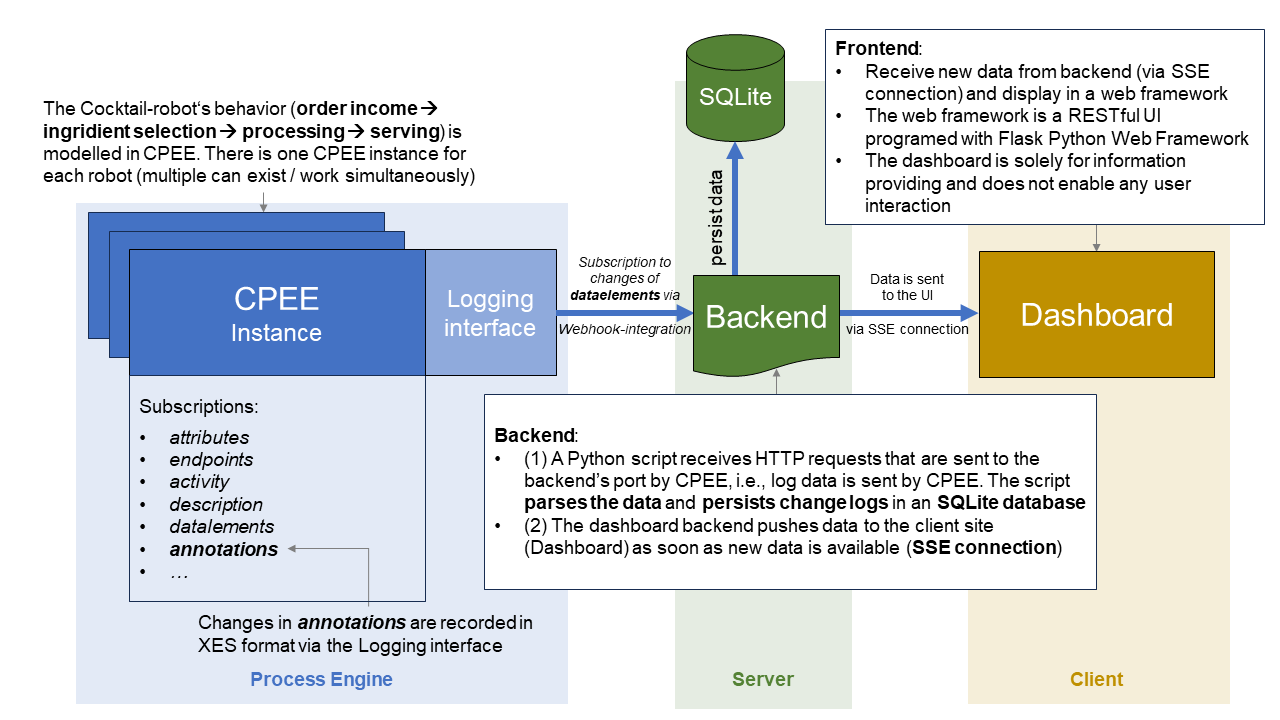 The Cocktail-robot‘s behavior (order income→
ingridient selection→ processing→ serving) is
modelled in CPEE. There is one CPEE instance for
each robot (multiple can exist / work simultaneously)
SQLite
Frontend:
• Receive new data from backend (via SSE
connection) and display in a web framework
• The web framework is a RESTful UI
programed with Flask Python Web Framework
• The dashboard is solely for information
providing and does not enable any user
interaction
persist data
CPEE
Instance
Logging
interface
Subscription to
changes of
dataelements via
Webhook-integration
Backend
Data is sent
to the UI
via SSE connection
Dashboard
Subscriptions:
• attributes
• endpoints
• activity
• description
• datalements
• annotations
• …
Changes in annotations are recorded in
XES format via the Logging interface
Backend:
• (1) A Python script receives HTTP requests that are sent to the
backend’s port by CPEE, i.e., log data is sent by CPEE. The script
parses the data and persists change logs in an SQLite database
• (2) The dashboard backend pushes data to the client site
(Dashboard) as soon as new data is available (SSE connection)
Process Engine
Server
Client